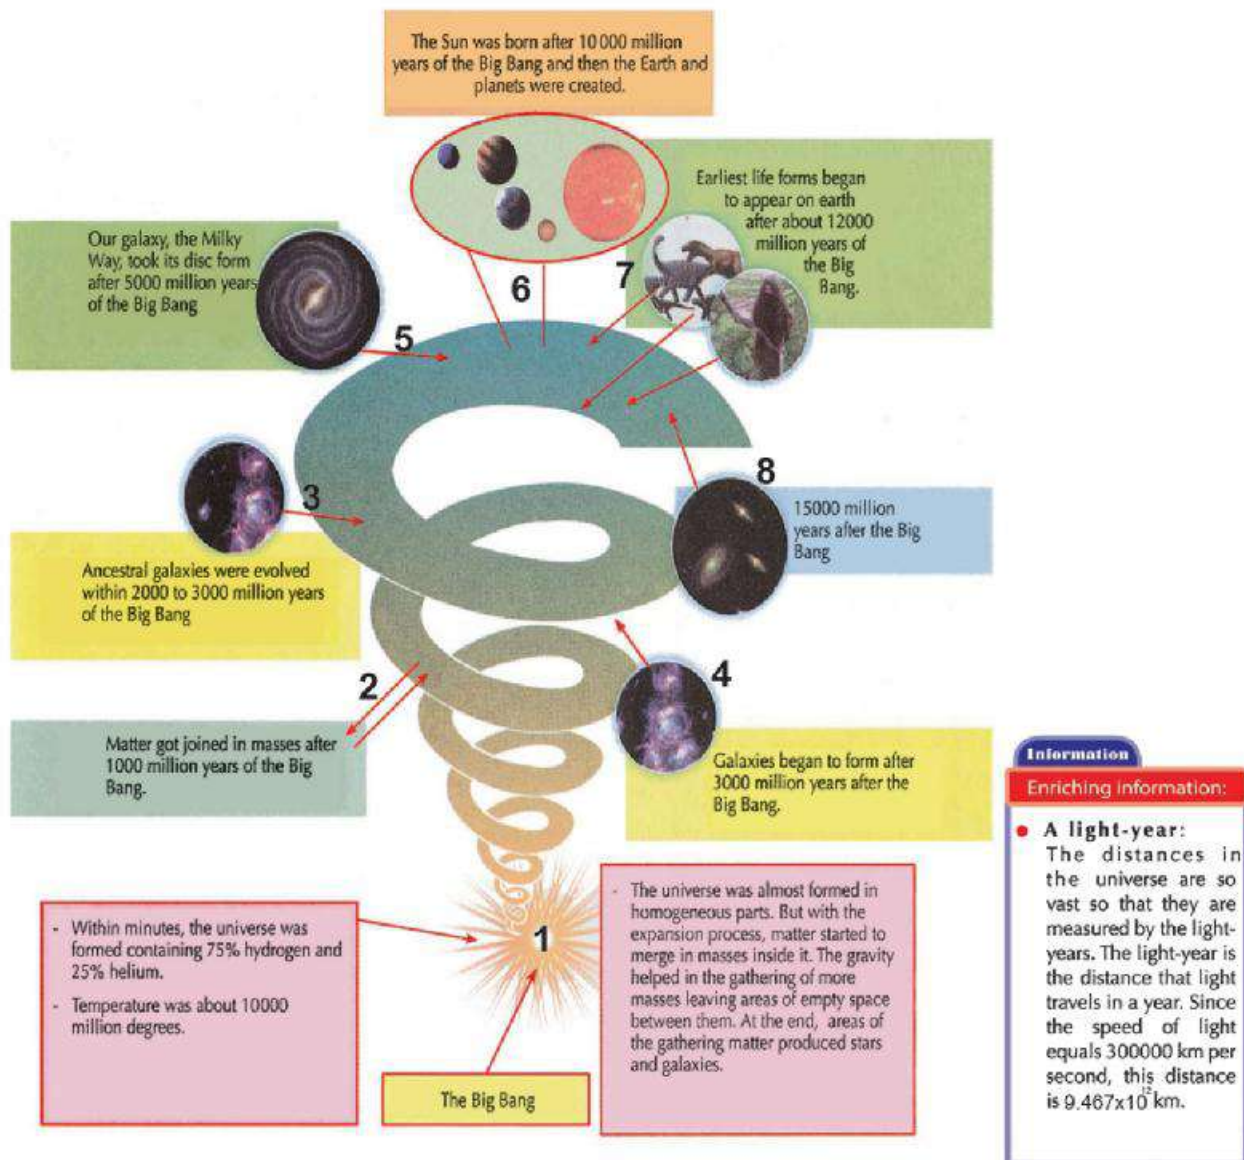 The Sun was born after 10 000 million
years of the Big Bang and then the Earth and
planets were created.
Earliest life forms began
to appear on earth
after about 12000
million years of
the Big
Bang.
Our galaxy, the Milky
Way, took its disc form
after 5000 million years
of the Big Bang
6
7
5
8
15000 million
years after the Big
Bang
3
Ancestral galaxies were evolved
within 2000 to 3000 million years
of the Big Bang
2
4
Matter got joined in masses after
1000 million years of the Big
Bang.
Galaxies began to form after
3000 million years after the
Big Bang.
- Within minutes, the universe was
formed containing 75% hydrogen and
25% helium.
- Temperature was about 10000
million degrees.
1
- The universe was almost formed in
homogeneous parts. But with the
expansion process, matter started to
merge in masses inside it. The gravity
helped in the gathering of more
masses leaving areas of empty space
between them. At the end, areas of
the gathering matter produced stars
and galaxies.
The Big Bang
Information
Enriching information:
• A light-year:
The distances in
the universe are so
vast so that they are
measured by the light-
years. The light-year is
the distance that light
travels in a year. Since
the speed of light
equals 300000 km per
second, this distance
is 9.467x10¹² km.